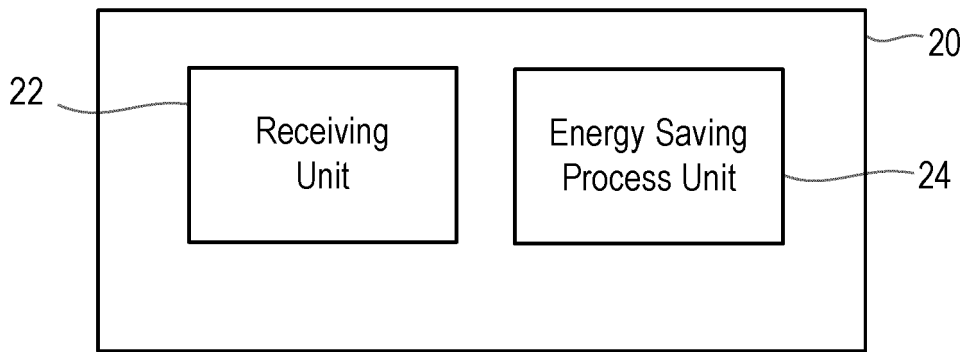 20
22
Receiving
Unit
Energy Saving
Process Unit
24